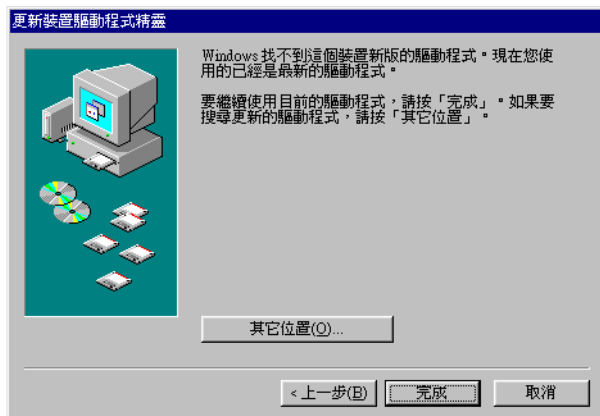 更新裝置驅動程式精靈
Windows 找不到這個裝置新版的驅動程式。現在您使
用的已經是最新的驅動程式。
要繼續使用目前的驅動程式，請按「完成」。如果要
搜尋更新的驅動程式，請按「其它位置」。
其它位置(O)...
<上一步(B)
完成
取消